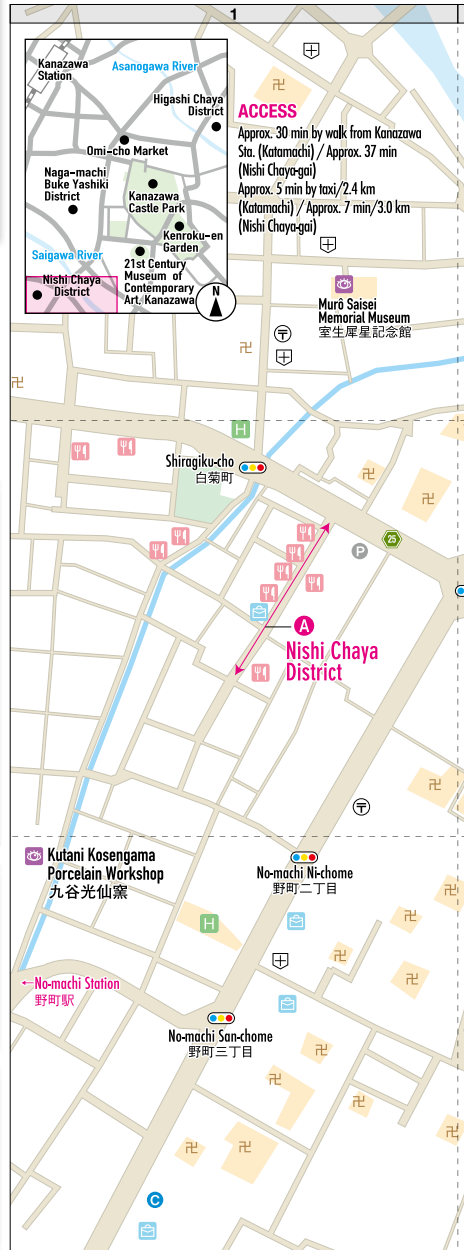 1
Kanazawa
Station
Asanogawa River
Higashi Chaya
District
Omi-cho Market
Naga-machi
Buke Yashiki
District
Kanazawa
Castle Park
Kenroku-en
Garden
Saigawa River
21st Century
Museum of
Contemporary
Art, Kanazawa
Nishi Chaya
District
N
ACCESS
Approx. 30 min by walk from Kanazawa
Sta. (Katamachi) / Approx. 37 min
(Nishi Chaya-gai)
Approx. 5 min by taxi/2.4 km
(Katamachi) / Approx. 7 min/3.0 km
(Nishi Chaya-gai)
Murô Saisei
Memorial Museum
室生犀星記念館
H
Shiragiku-cho
白菊町
P
25
A
Nishi Chaya
District
Kutani Kosengama
Porcelain Workshop
九谷光仙窯
No-machi Ni-chome
野町二丁目
H
←No-machi Station
野町駅
No-machi San-chome
野町三丁目
C